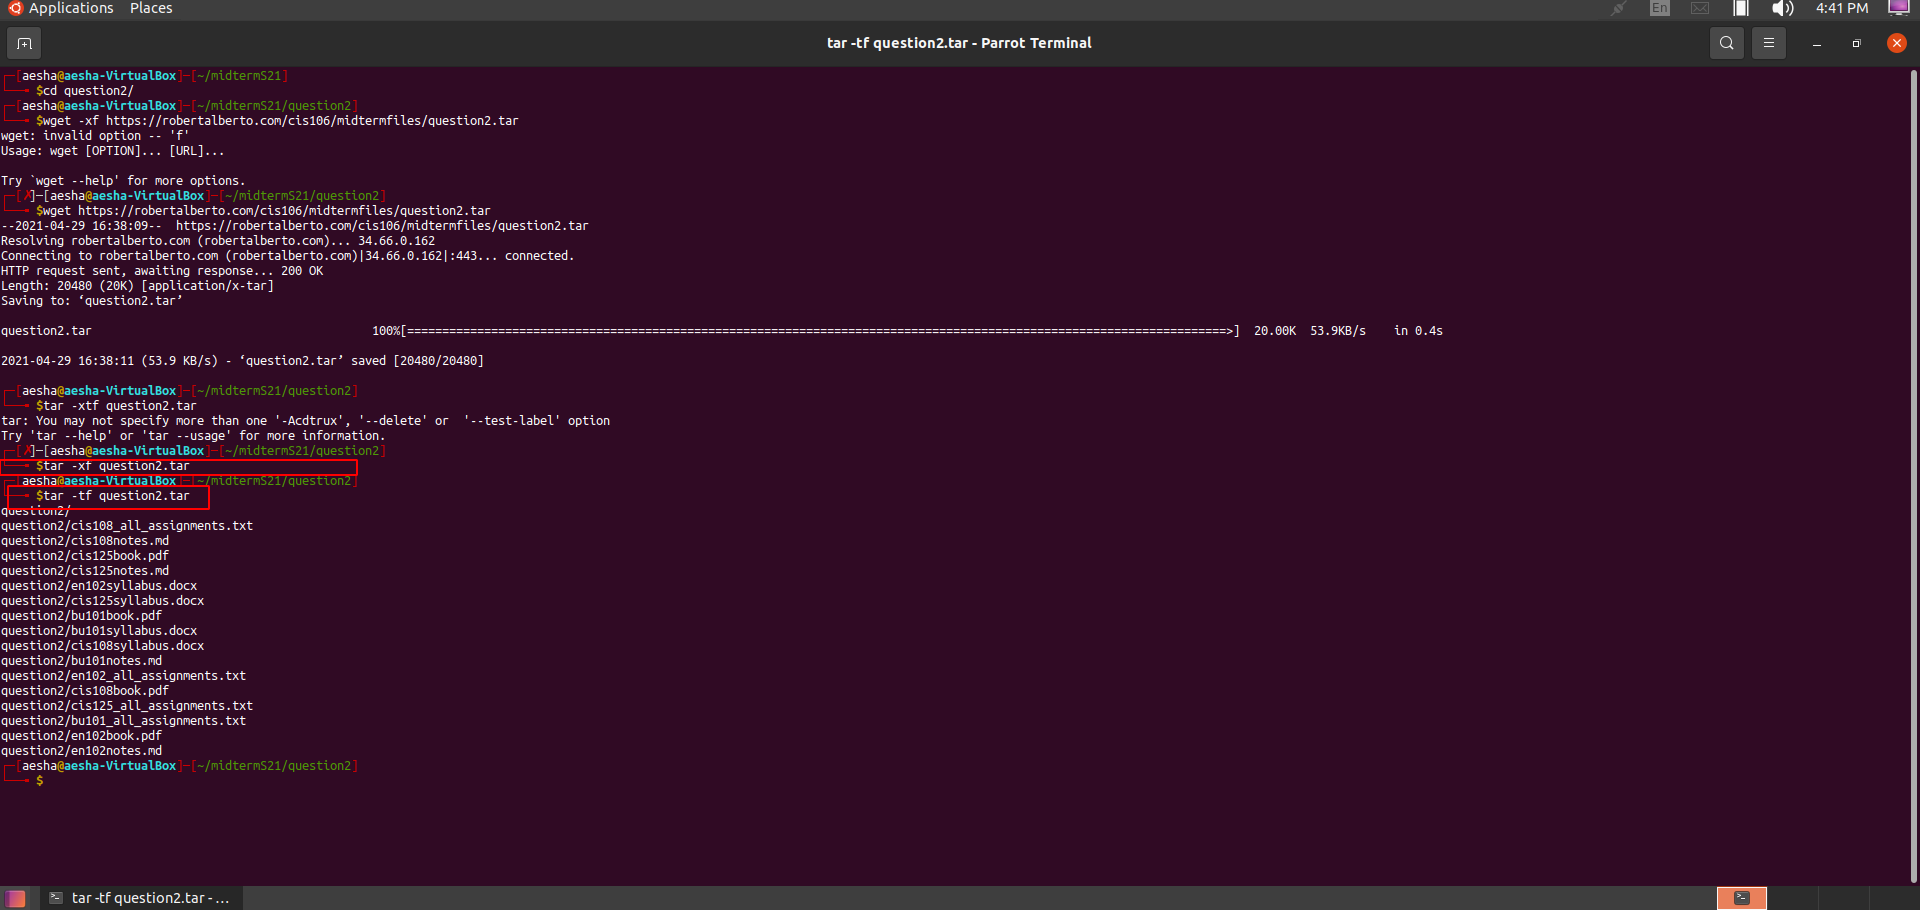 Applications Places En 4:41 PM
tar -tf question2.tar - Parrot Terminal
[aesha@aesha-VirtualBox]-[~/midtermS21]
$cd question2/
[aesha@aesha-VirtualBox]-[~/midtermS21/question2]
$wget -xf https://robertalberto.com/cis106/midtermfiles/question2.tar
wget: invalid option -- 'f'
Usage: wget [OPTION]... [URL]...
Try `wget --help' for more options.
[✗]-[aesha@aesha-VirtualBox]-[~/midtermS21/question2]
$wget https://robertalberto.com/cis106/midtermfiles/question2.tar
--2021-04-29 16:38:09--  https://robertalberto.com/cis106/midtermfiles/question2.tar
Resolving robertalberto.com (robertalberto.com)... 34.66.0.162
Connecting to robertalberto.com (robertalberto.com)|34.66.0.162|:443... connected.
HTTP request sent, awaiting response... 200 OK
Length: 20480 (20K) [application/x-tar]
Saving to: ‘question2.tar’
question2.tar 100%[=====================================================================================================================>] 20.00K 53.9KB/s in 0.4s
2021-04-29 16:38:11 (53.9 KB/s) - ‘question2.tar’ saved [20480/20480]
[aesha@aesha-VirtualBox]-[~/midtermS21/question2]
$tar -xtf question2.tar
tar: You may not specify more than one '-Acdtrux', '--delete' or  '--test-label' option
Try 'tar --help' or 'tar --usage' for more information.
[✗]-[aesha@aesha-VirtualBox]-[~/midtermS21/question2]
$tar -xf question2.tar
[aesha@aesha-VirtualBox]-[~/midtermS21/question2]
$tar -tf question2.tar
question2/
question2/cis108_all_assignments.txt
question2/cis108notes.md
question2/cis125book.pdf
question2/cis125notes.md
question2/en102syllabus.docx
question2/cis125syllabus.docx
question2/bu101book.pdf
question2/bu101syllabus.docx
question2/cis108syllabus.docx
question2/bu101notes.md
question2/en102_all_assignments.txt
question2/cis108book.pdf
question2/cis125_all_assignments.txt
question2/bu101_all_assignments.txt
question2/en102book.pdf
question2/en102notes.md
[aesha@aesha-VirtualBox]-[~/midtermS21/question2]
$
tar -tf question2.tar - ...